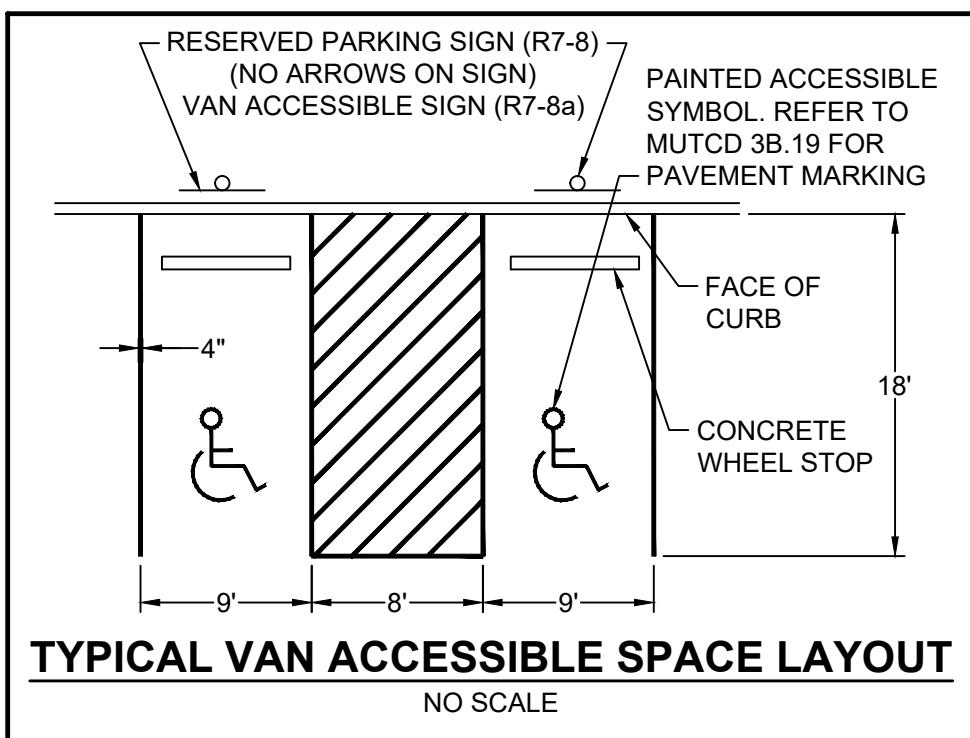 RESERVED PARKING SIGN (R7-8)
(NO ARROWS ON SIGN)
VAN ACCESSIBLE SIGN (R7-8a)
PAINTED ACCESSIBLE
SYMBOL. REFER TO
MUTCD 3B.19 FOR
PAVEMENT MARKING
FACE OF
CURB
4"
18'
CONCRETE
WHEEL STOP
9'
8'
9'
TYPICAL VAN ACCESSIBLE SPACE LAYOUT
NO SCALE